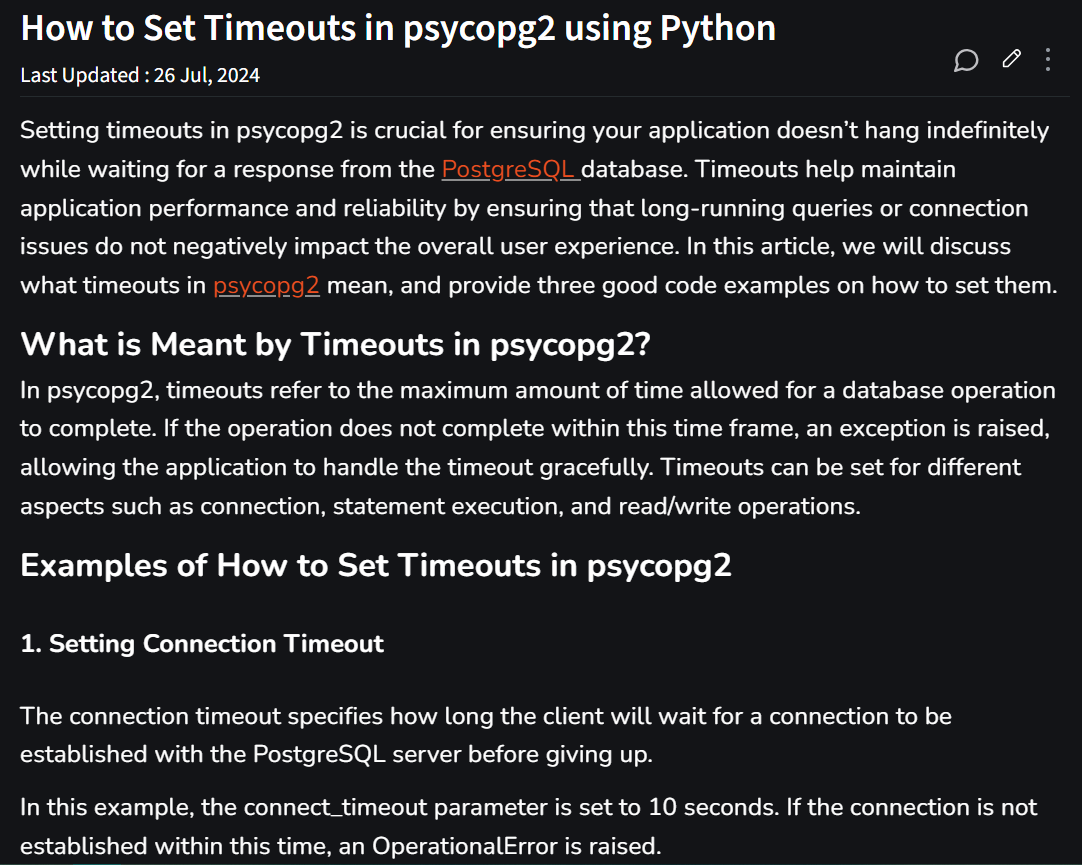 How to Set Timeouts in psycopg2 using Python
Last Updated : 26 Jul, 2024
Setting timeouts in psycopg2 is crucial for ensuring your application doesn’t hang indefinitely
while waiting for a response from the PostgreSQL database. Timeouts help maintain
application performance and reliability by ensuring that long-running queries or connection
issues do not negatively impact the overall user experience. In this article, we will discuss
what timeouts in psycopg2 mean, and provide three good code examples on how to set them.
What is Meant by Timeouts in psycopg2?
In psycopg2, timeouts refer to the maximum amount of time allowed for a database operation
to complete. If the operation does not complete within this time frame, an exception is raised,
allowing the application to handle the timeout gracefully. Timeouts can be set for different
aspects such as connection, statement execution, and read/write operations.
Examples of How to Set Timeouts in psycopg2
1. Setting Connection Timeout
The connection timeout specifies how long the client will wait for a connection to be
established with the PostgreSQL server before giving up.
In this example, the connect_timeout parameter is set to 10 seconds. If the connection is not
established within this time, an OperationalError is raised.